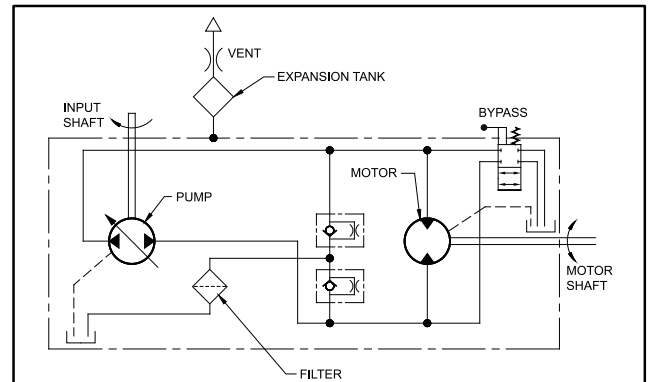 VENT
EXPANSION TANK
INPUT
SHAFT
BYPASS
MOTOR
PUMP
MOTOR
SHAFT
FILTER